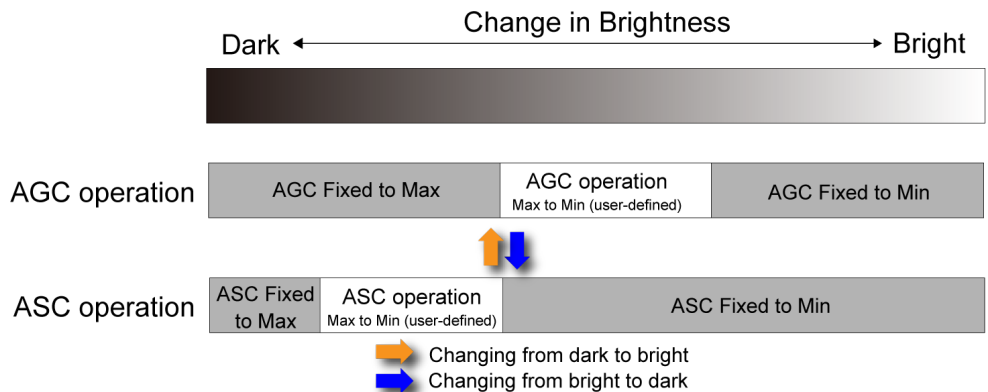 Change in Brightness
Dark
Bright
AGC operation
AGC Fixed to Max
AGC operation
Max to Min (user-defined)
AGC Fixed to Min
ASC operation
ASC Fixed
to Max
ASC operation
Max to Min (user-defined)
ASC Fixed to Min
Changing from dark to bright
Changing from bright to dark